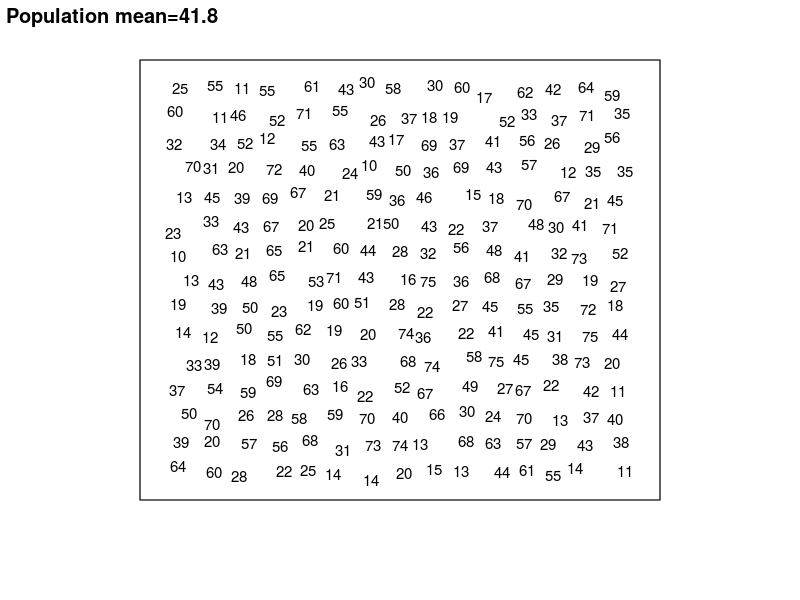 Population mean=41.8
25 55 11 55 61 43 30 58 30 60 17 62 42 64 59
60 11 46 52 71 55 26 37 18 19 52 33 37 71 35
32 34 52 12 55 63 43 17 69 37 41 56 26 29 56
70 31 20 72 40 24 10 50 36 69 43 57 12 35 35
13 45 39 69 67 21 59 36 46 15 18 70 67 21 45
23 33 43 67 20 25 21 50 43 22 37 48 30 41 71
10 63 21 65 21 60 44 28 32 56 48 41 32 73 52
13 43 48 65 53 71 43 16 75 36 68 67 29 19 27
19 39 50 23 19 60 51 28 22 27 45 55 35 72 18
14 12 50 55 62 19 20 74 36 22 41 45 31 75 44
33 39 18 51 30 26 33 68 74 58 75 45 38 73 20
37 54 59 69 63 16 22 52 67 49 27 67 22 42 11
50 70 26 28 58 59 70 40 66 30 24 70 13 37 40
39 20 57 56 68 31 73 74 13 68 63 57 29 43 38
64 60 28 22 25 14 14 20 15 13 44 61 55 14 11